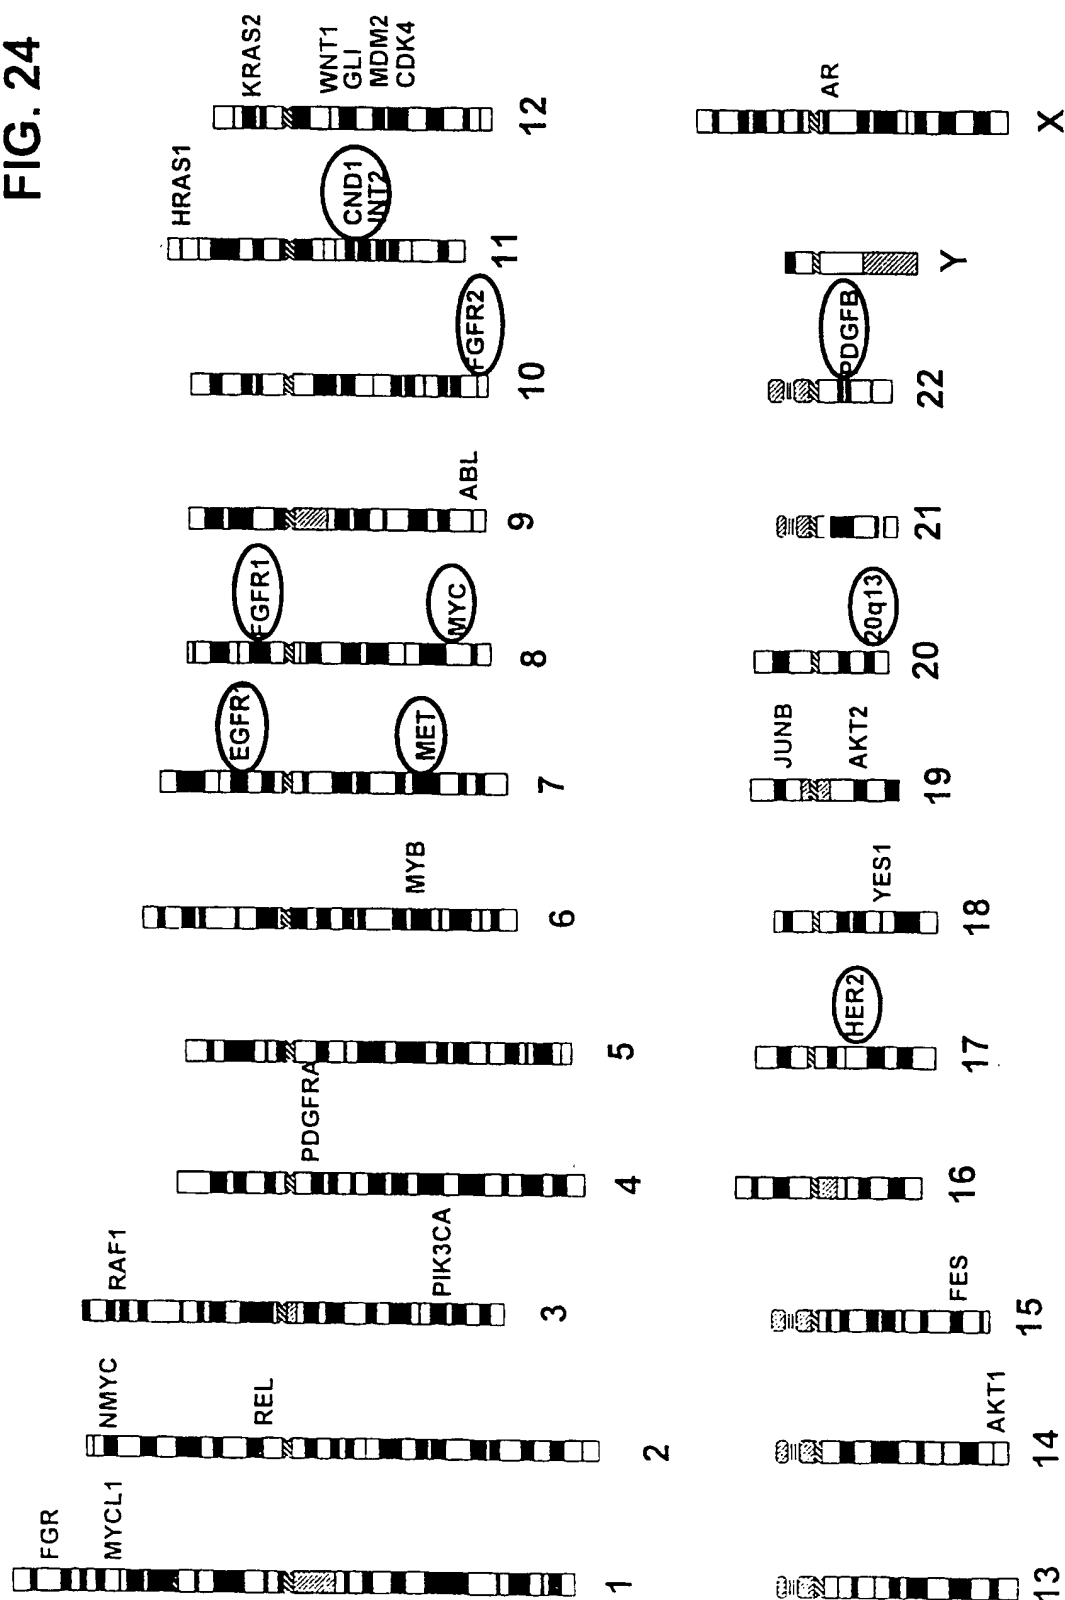 FIG. 24
FGR
MYCL1
1
NMYC
REL
2
RAF1
PIK3CA
3
PDGFRA
4
5
MYB
6
EGFR1
MET
7
FGFR1
MYC
8
ABL
9
FGFR2
10
HRAS1
CND1
INT2
11
KRAS2
WNT1
GLI
MDM2
CDK4
12
13
AKT1
14
FES
15
16
HER2
17
YES1
18
JUNB
AKT2
19
20q13
20
21
PDGFB
22
Y
AR
X